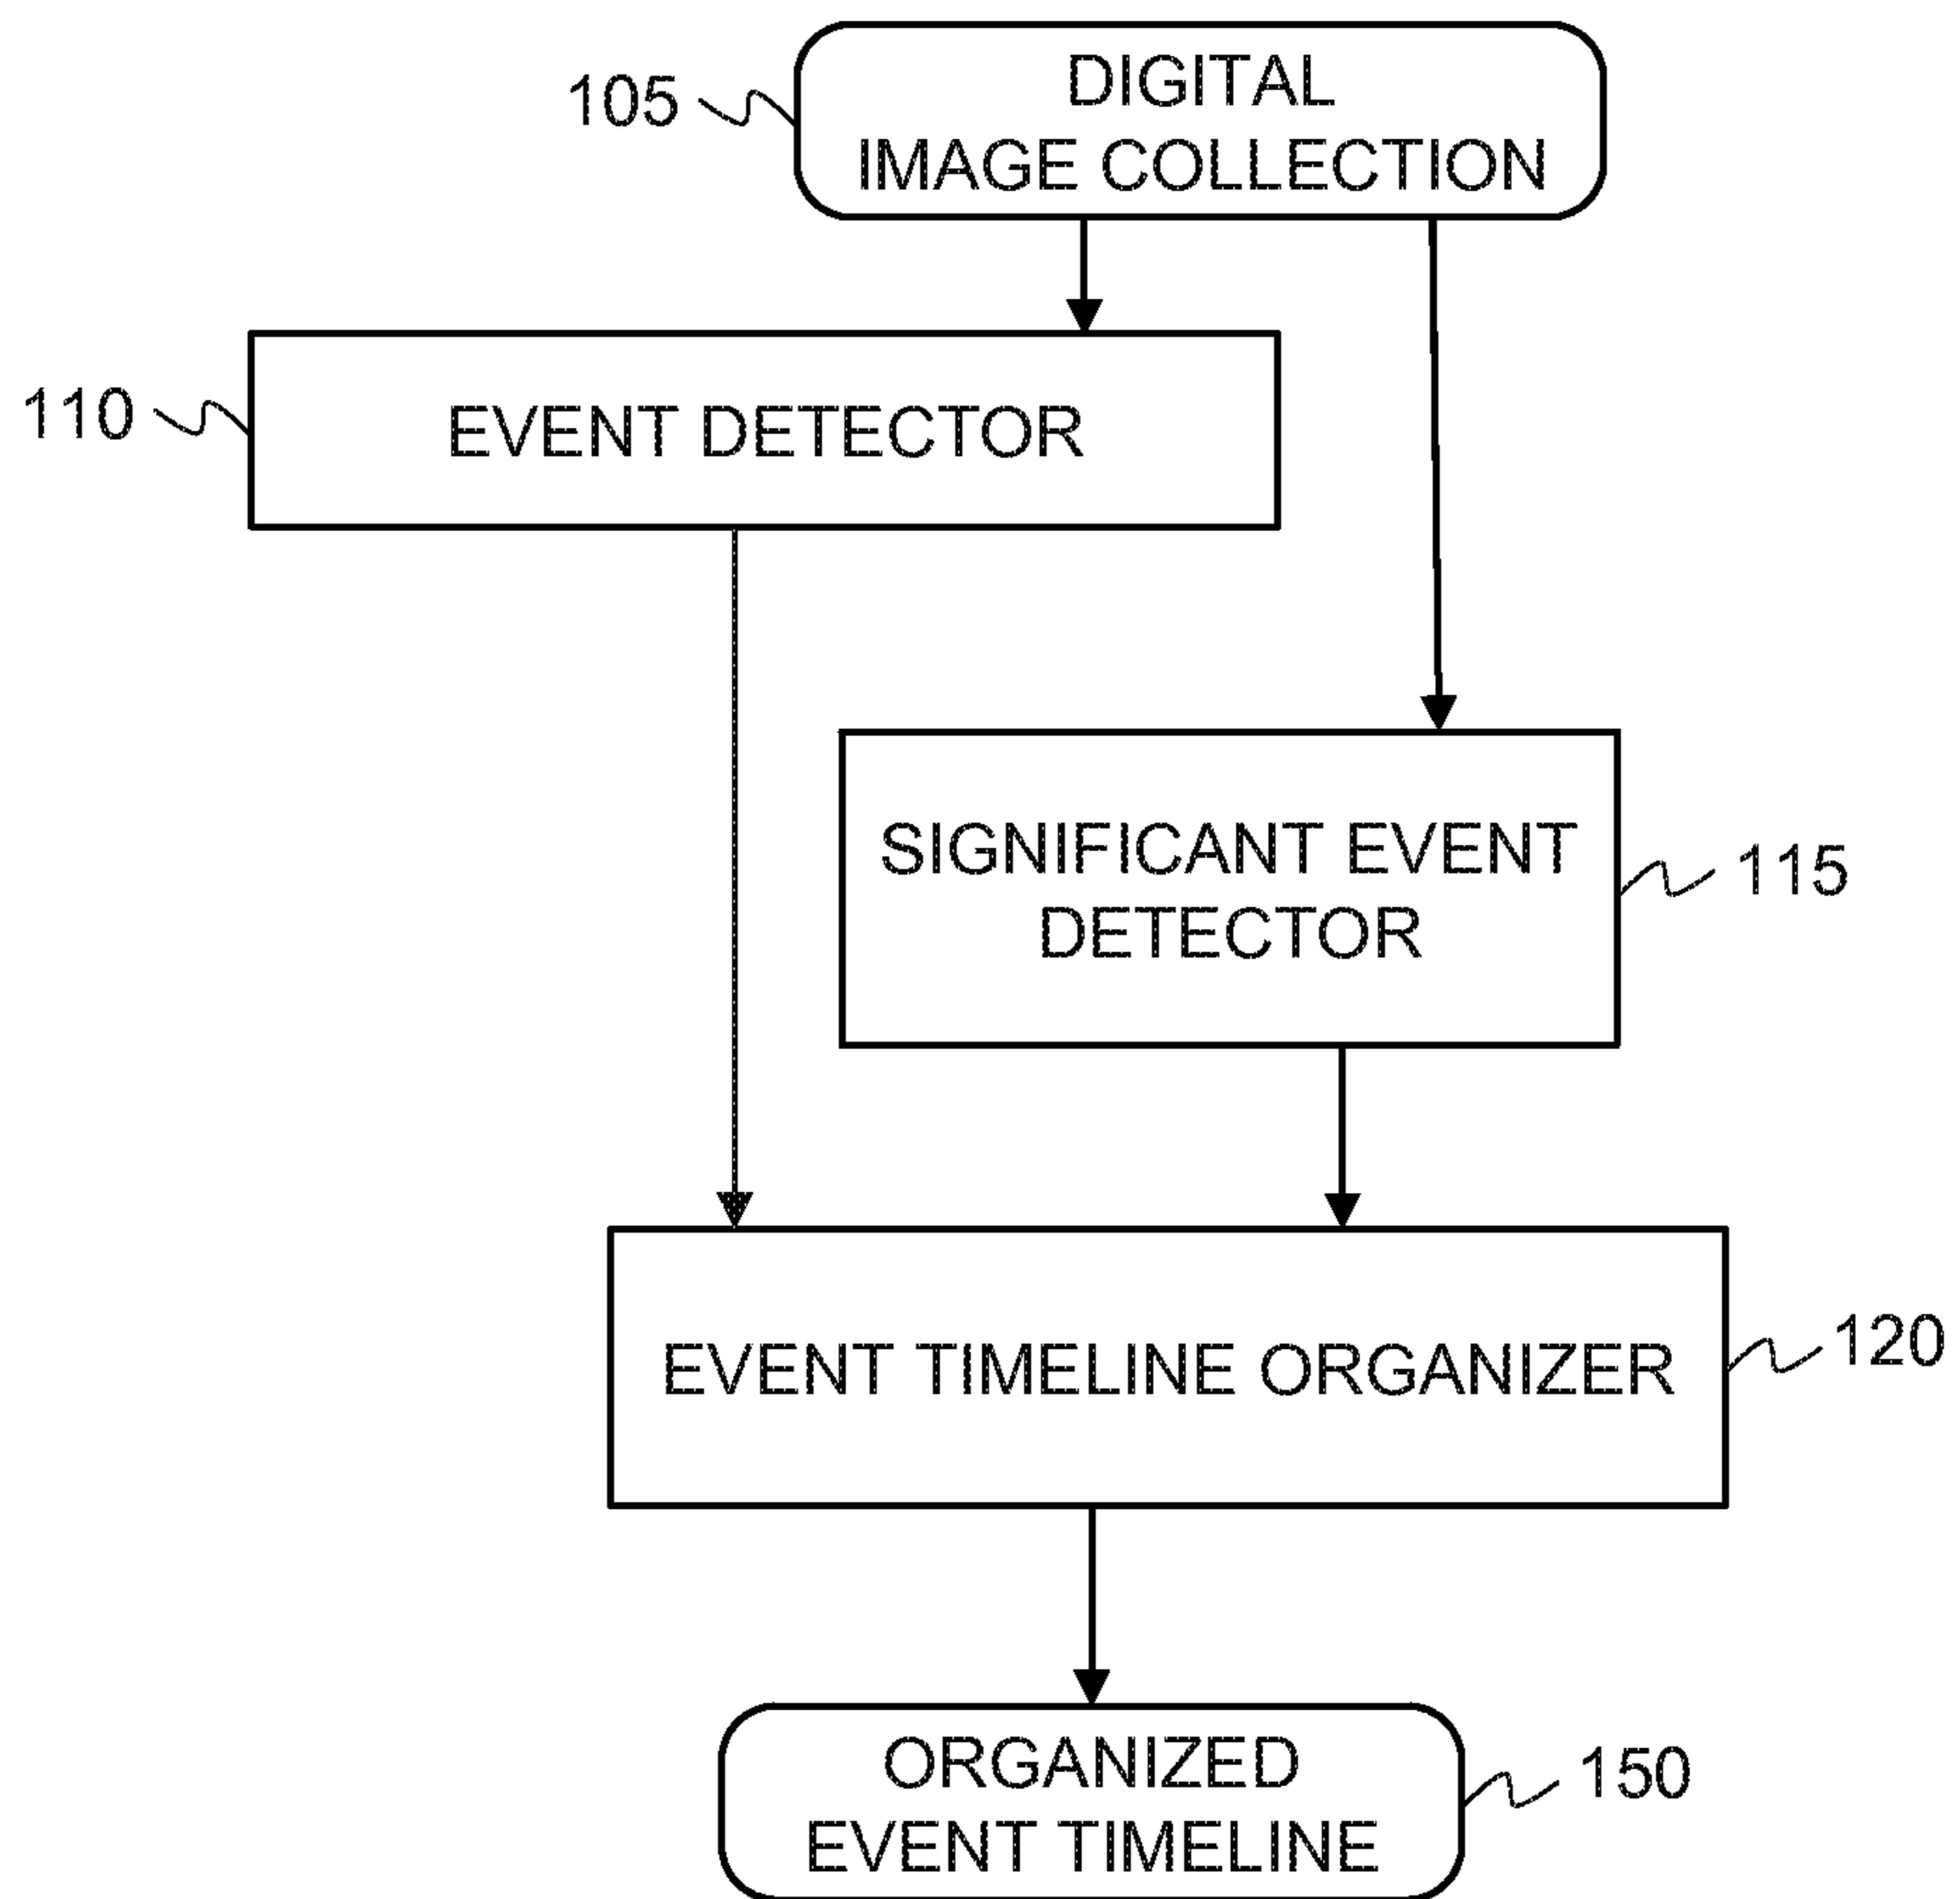 105
DIGITAL
IMAGE COLLECTION
110
EVENT DETECTOR
SIGNIFICANT EVENT
DETECTOR
115
EVENT TIMELINE ORGANIZER
120
ORGANIZED
EVENT TIMELINE
150